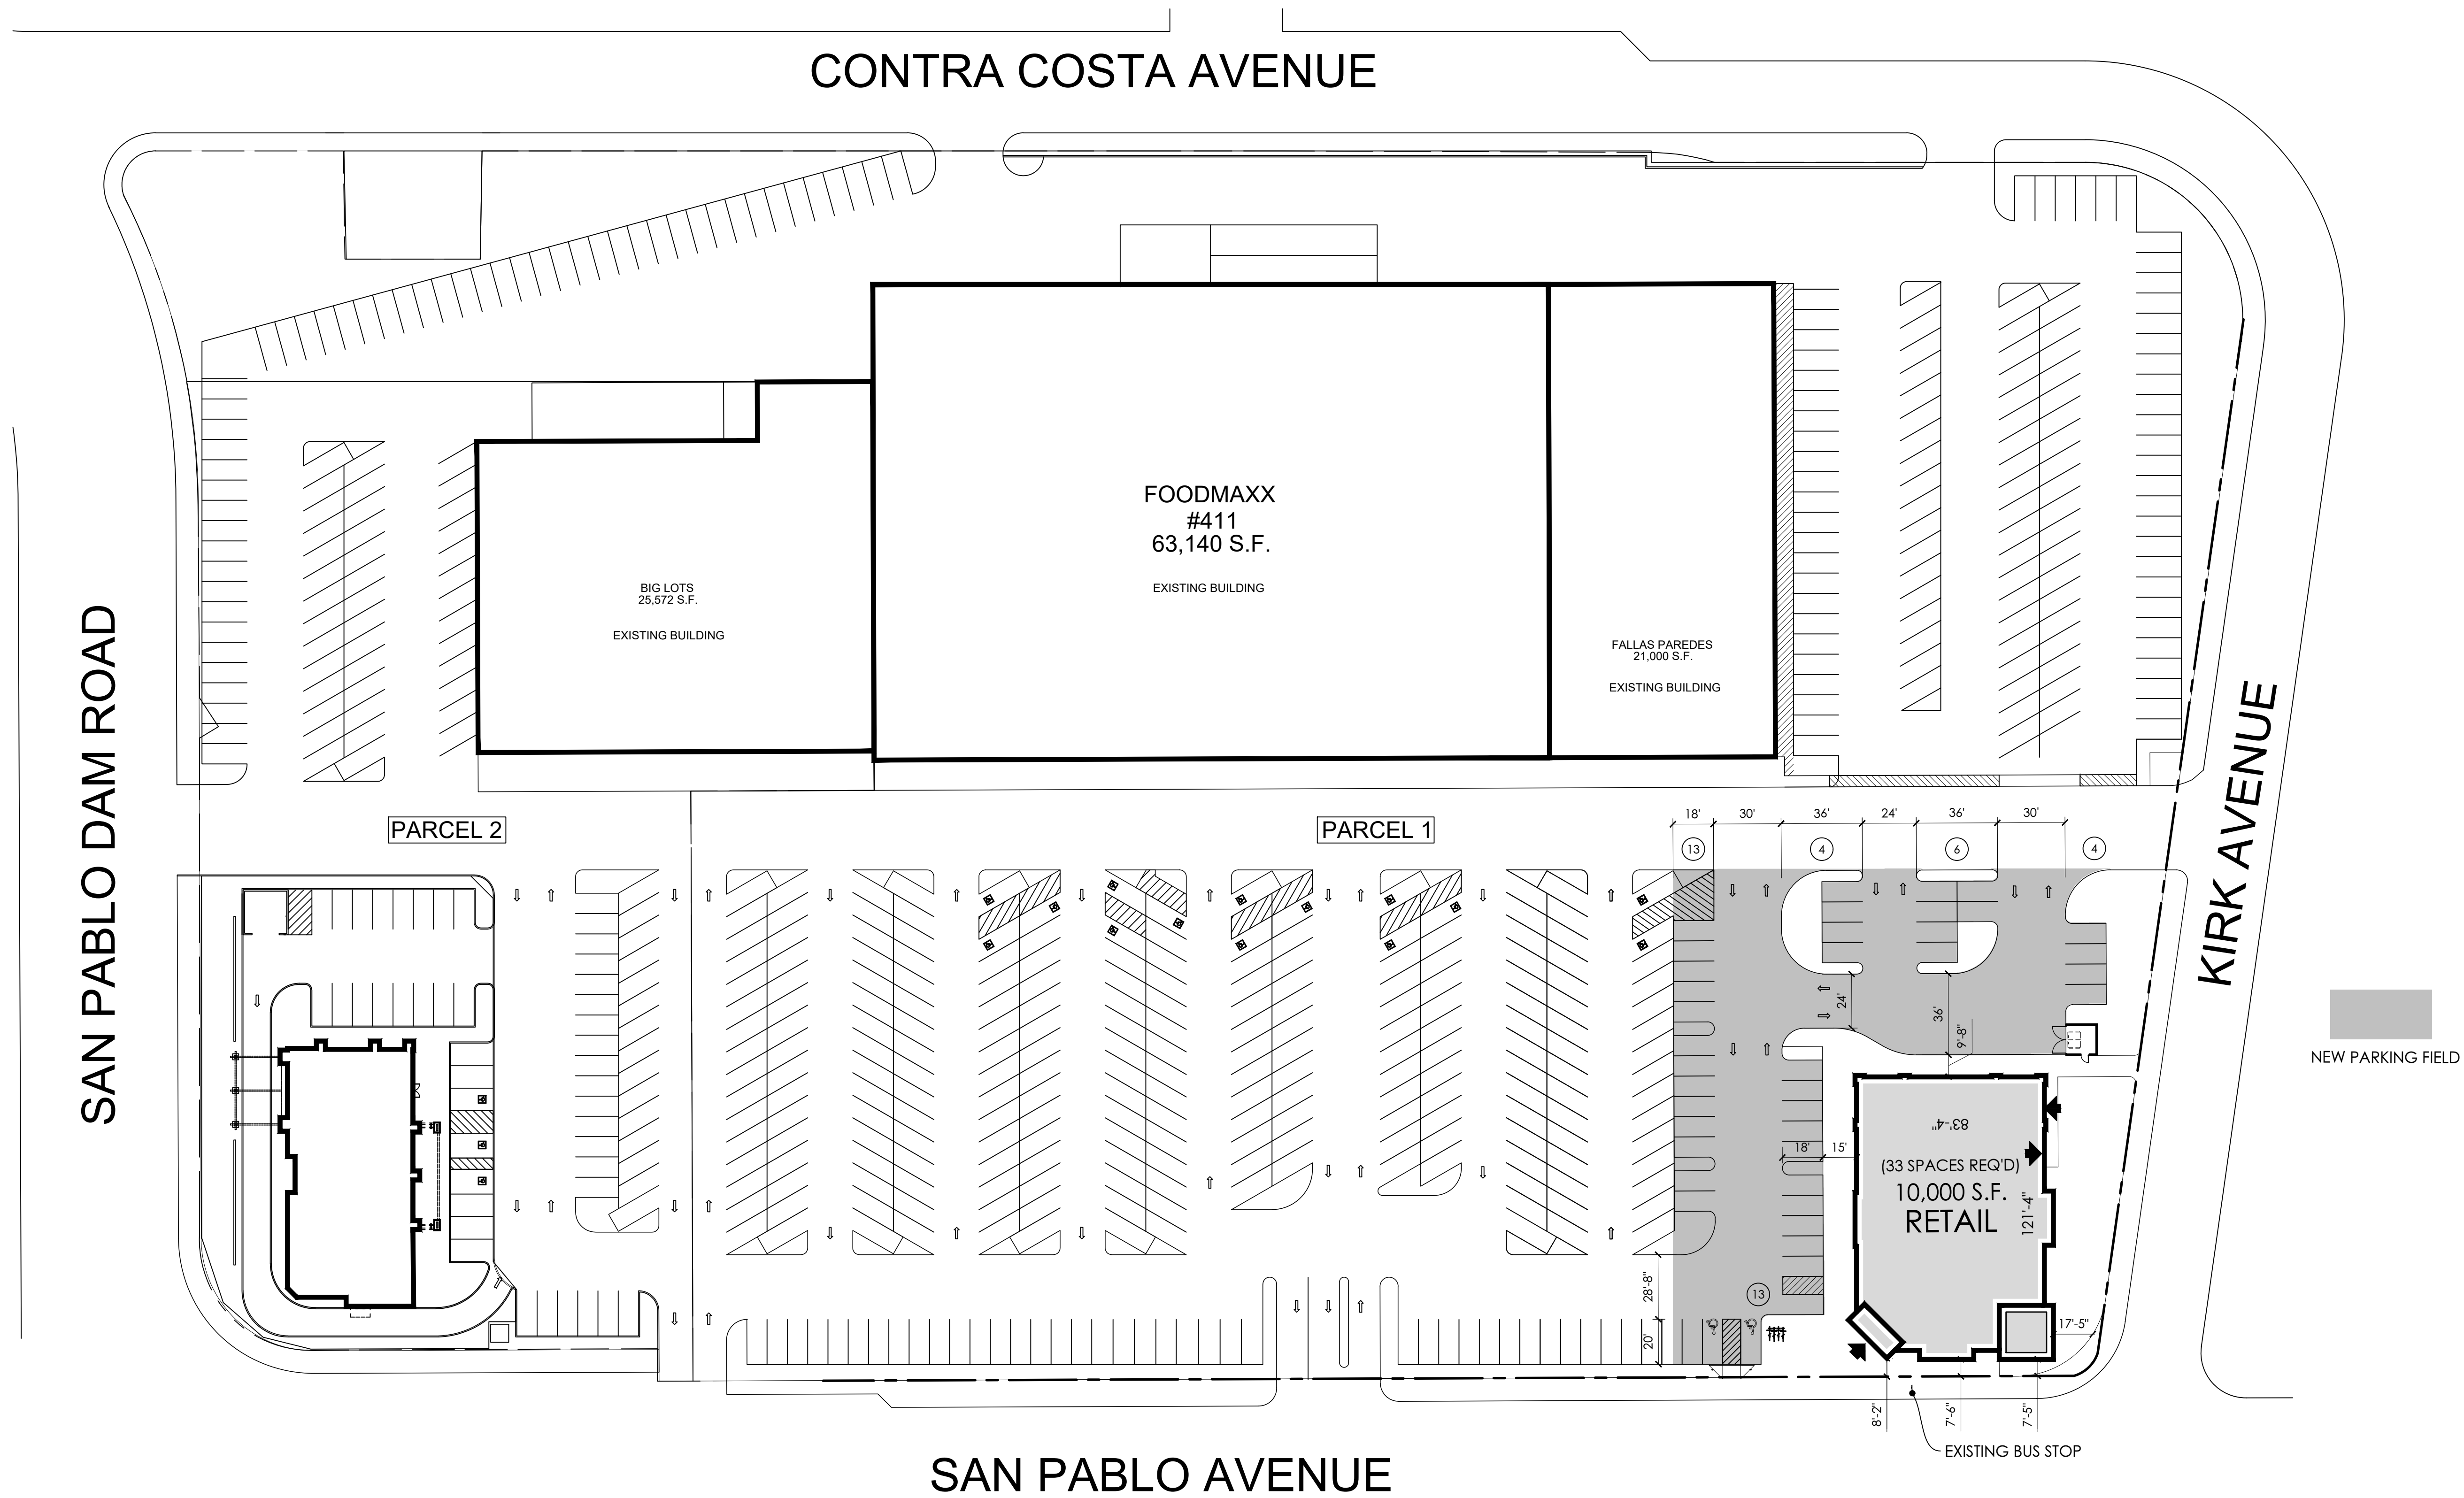 CONTRA COSTA AVENUE
SAN PABLO DAM ROAD
KIRK AVENUE
SAN PABLO AVENUE
FOODMAXX
#411
63,140 S.F.
EXISTING BUILDING
BIG LOTS
25,572 S.F.
EXISTING BUILDING
FALLAS PAREDES
21,000 S.F.
EXISTING BUILDING
PARCEL 2
PARCEL 1
18' 30' 36' 24' 36' 30'
13 4 6 4
24'
36'
9'-8"
NEW PARKING FIELD
83'-4"
18' 15'
(33 SPACES REQ'D)
10,000 S.F.
RETAIL
121'-4"
28'-8"
13
20'
17'-5"
8'-2"
7'-6"
7'-5"
EXISTING BUS STOP